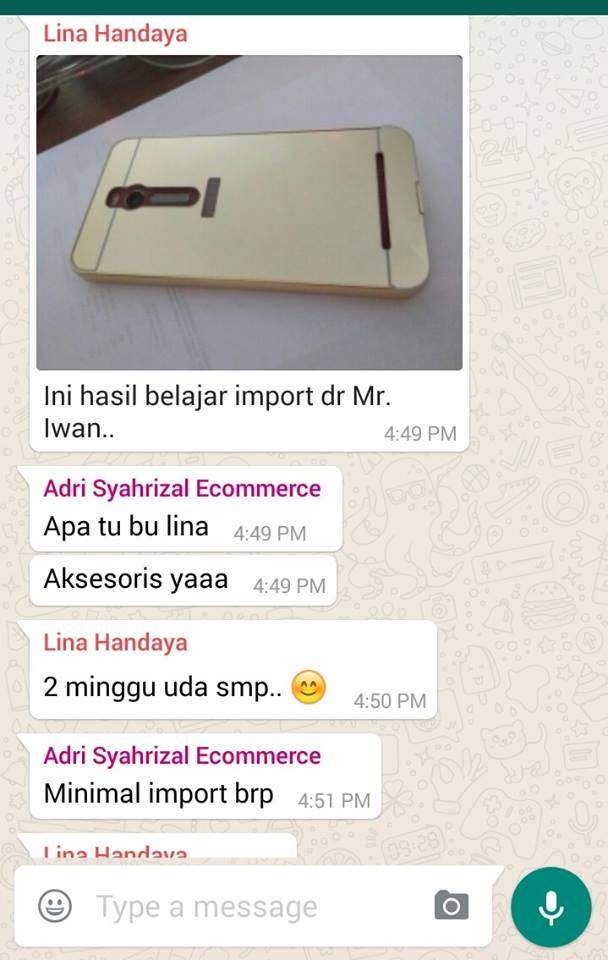 Lina Handaya
Ini hasil belajar import dr Mr.
Iwan..
4:49 PM
Adri Syahrizal Ecommerce
Apa tu bu lina 4:49 PM
Aksesoris yaaa 4:49 PM
Lina Handaya
2 minggu uda smp.. 😊 4:50 PM
Adri Syahrizal Ecommerce
Minimal import brp 4:51 PM
Lina Handaya
Type a message